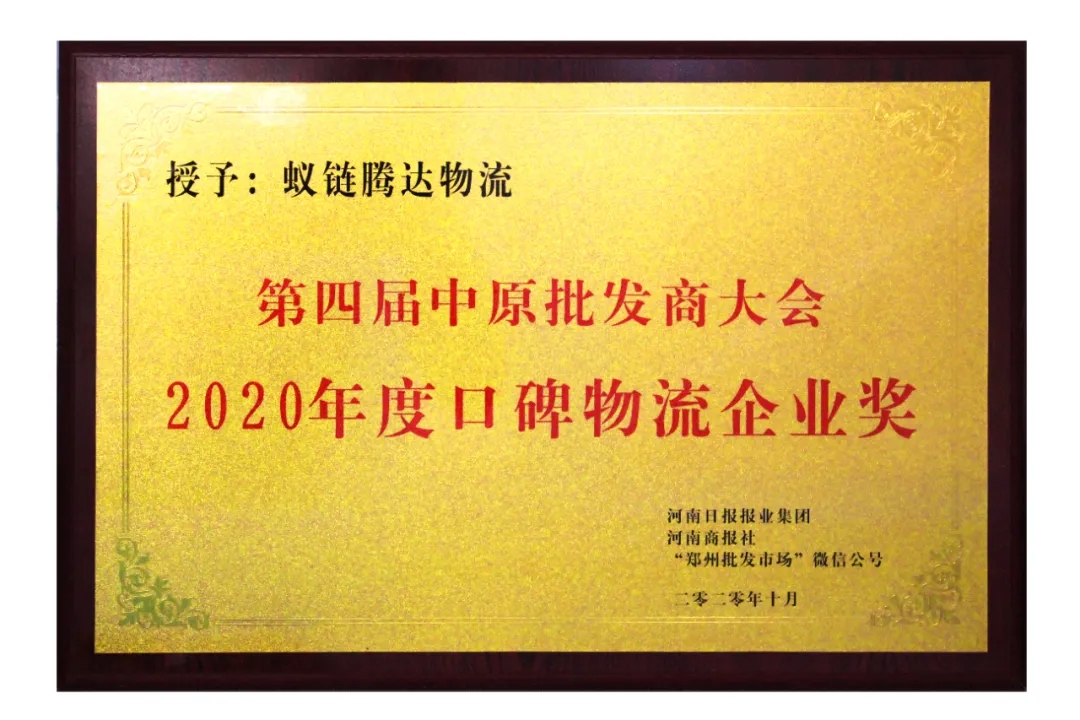 授予：蚁链腾达物流
第四届中原批发商大会
2020年度口碑物流企业奖
河南日报报业集团
河南商报社
“郑州批发市场”微信公号
二零二零年十月